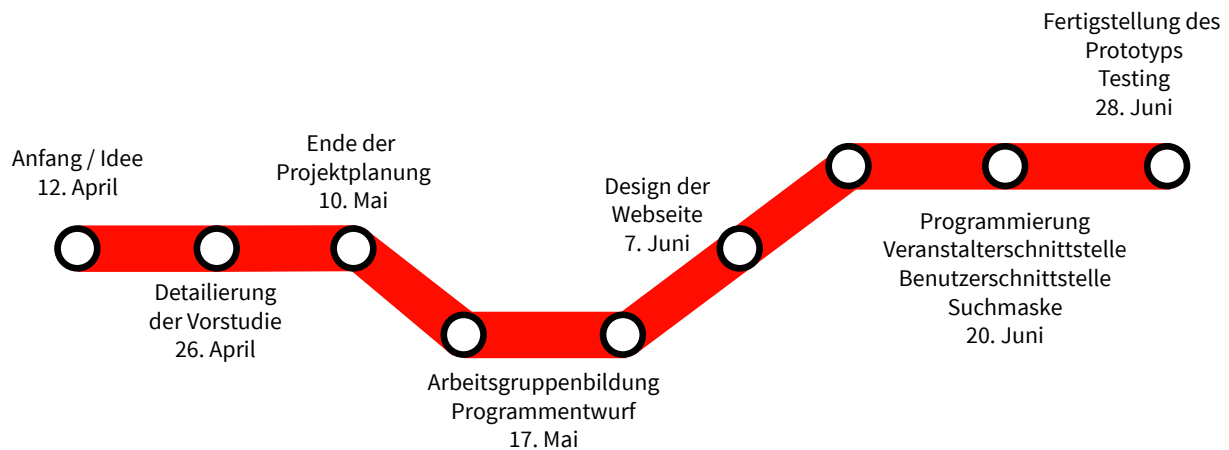 Anfang / Idee
12. April
Detailierung
der Vorstudie
26. April
Ende der
Projektplanung
10. Mai
Arbeitsgruppenbildung
Programmentwurf
17. Mai
Design der
Webseite
7. Juni
Programmierung
Veranstalterschnittstelle
Benutzerschnittstelle
Suchmaske
20. Juni
Fertigstellung des
Prototyps
Testing
28. Juni